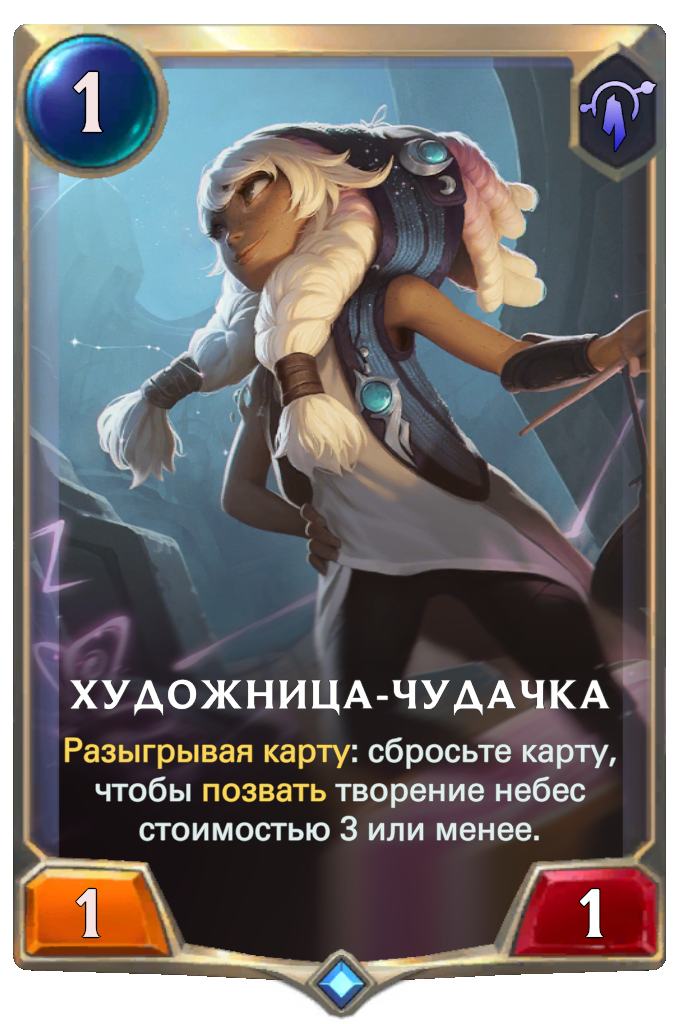 1
ХУДОЖНИЦА-ЧУДАЧКА
Разыгрывая карту: сбросьте карту,
чтобы позвать творение небес
стоимостью 3 или менее.
1
1